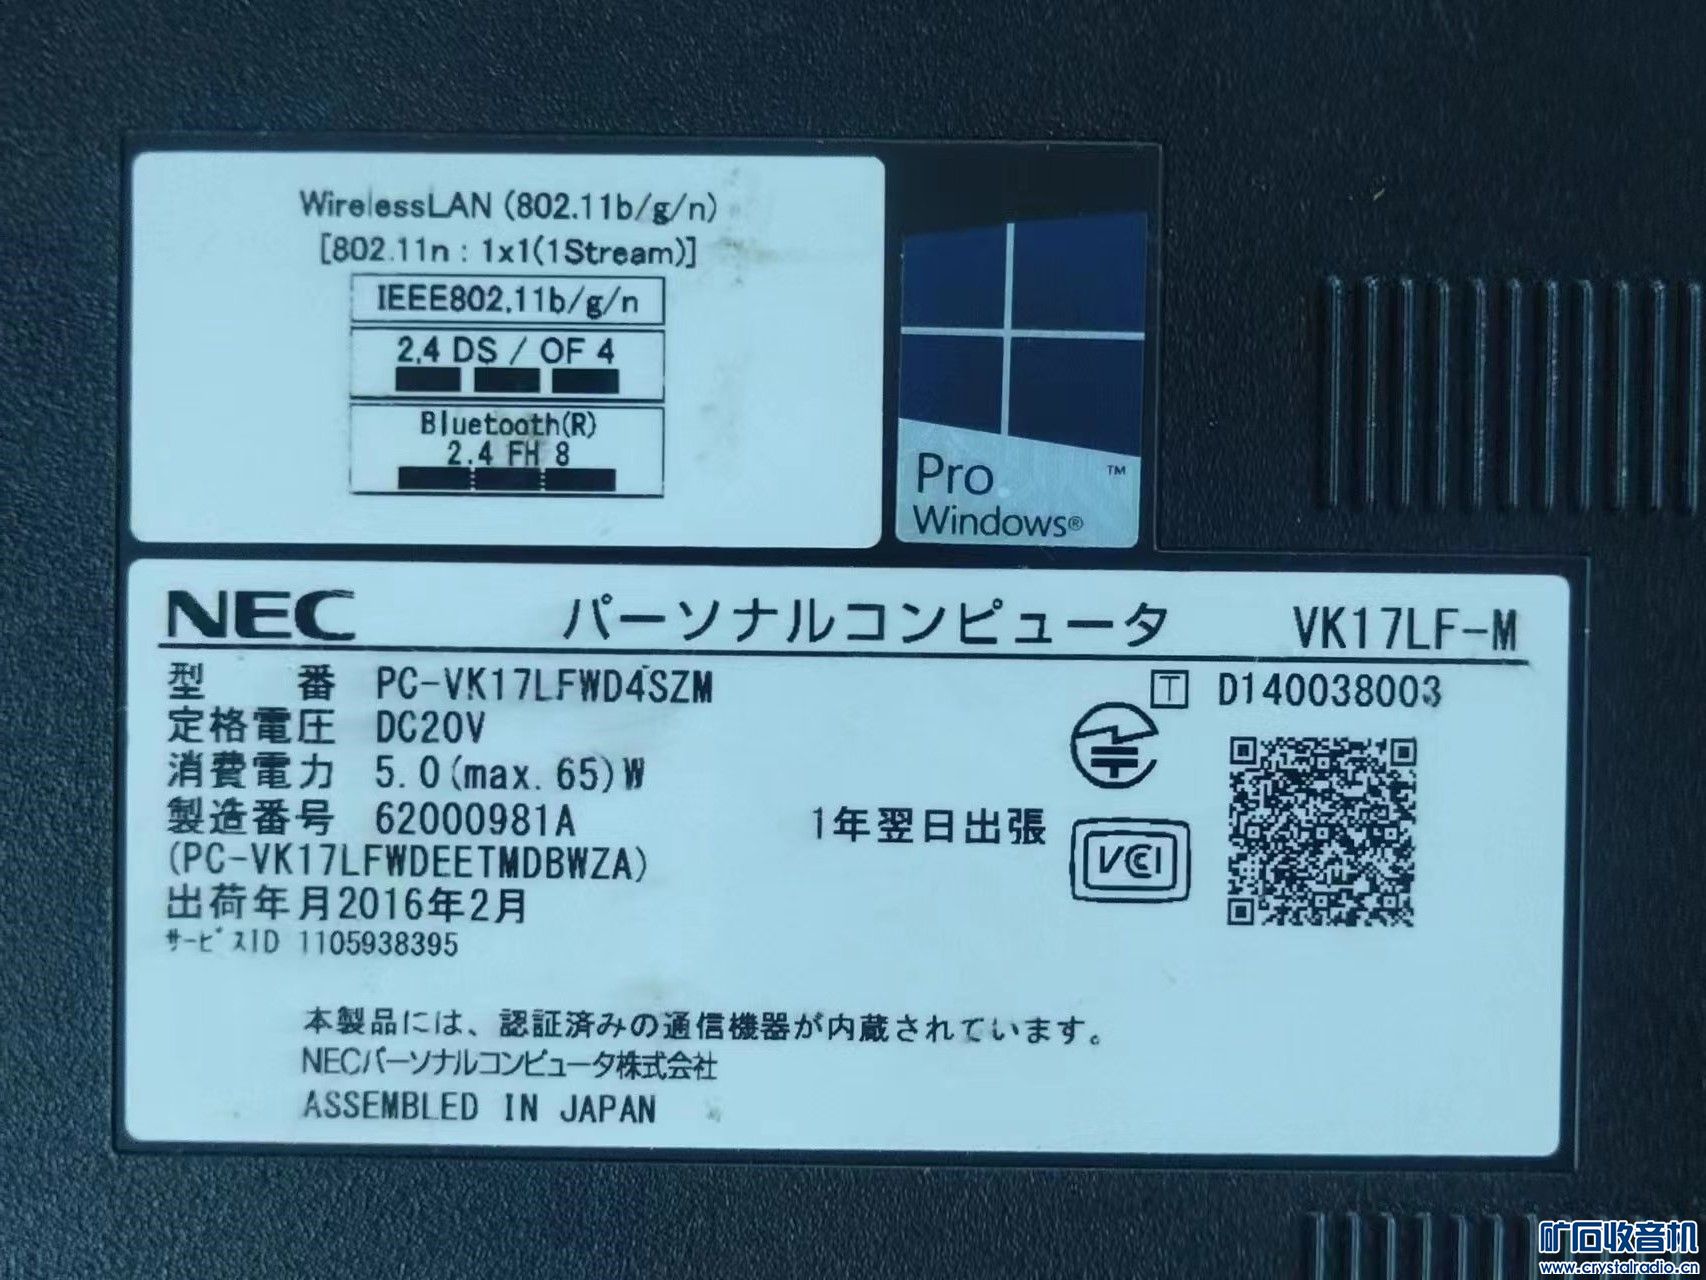 WirelessLAN (802.11b/g/n)
[802.11n : 1x1(1Stream)]
IEEE802.11b/g/n
2.4 DS / OF 4
Bluetooth(R)
2.4 FH 8
Pro ™
Windows®
NEC パーソナルコンピュータ VK17LF-M
型 番 PC-VK17LFWD4SZM
T D140038003
定格電圧 DC20V
消費電力 5.0(max.65)W
製造番号 62000981A
1年翌日出張
(PC-VK17LFWDEETMDBWZA)
VCCI
出荷年月2016年2月
サービスID 1105938395
本製品には、認証済みの通信機器が内蔵されています。
NECパーソナルコンピュータ株式会社
ASSEMBLED IN JAPAN
矿石收音机
www.crystalradio.cn